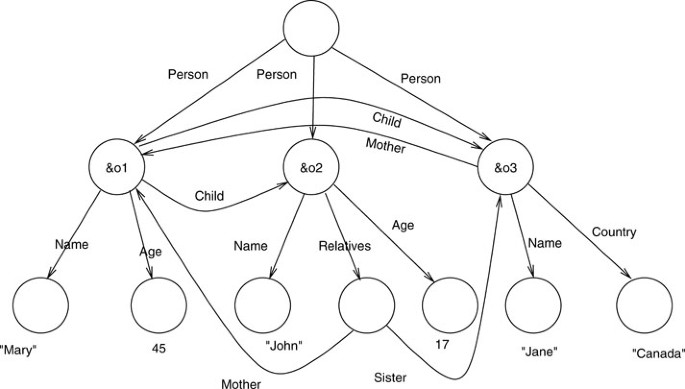 Person
Person
Person
Child
Mother
&o1
&o2
&o3
Child
Name
Age
Name
Relatives
Age
Name
Country
"Mary"
45
"John"
17
"Jane"
"Canada"
Mother
Sister